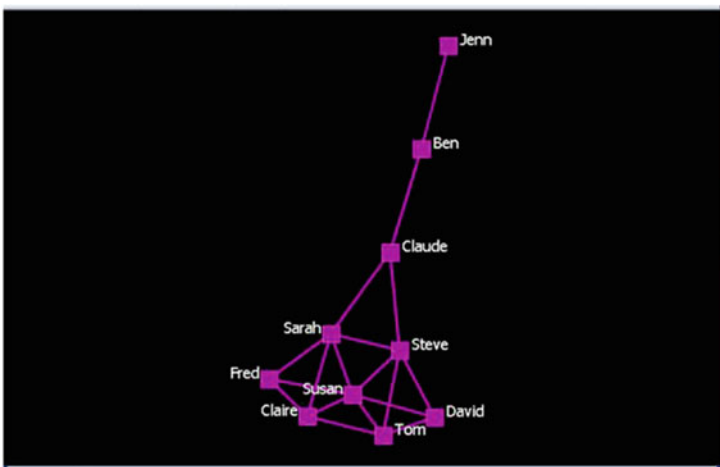 Jenn
Ben
Claude
Sarah
Steve
Fred
Susan
Claire
David
Tom